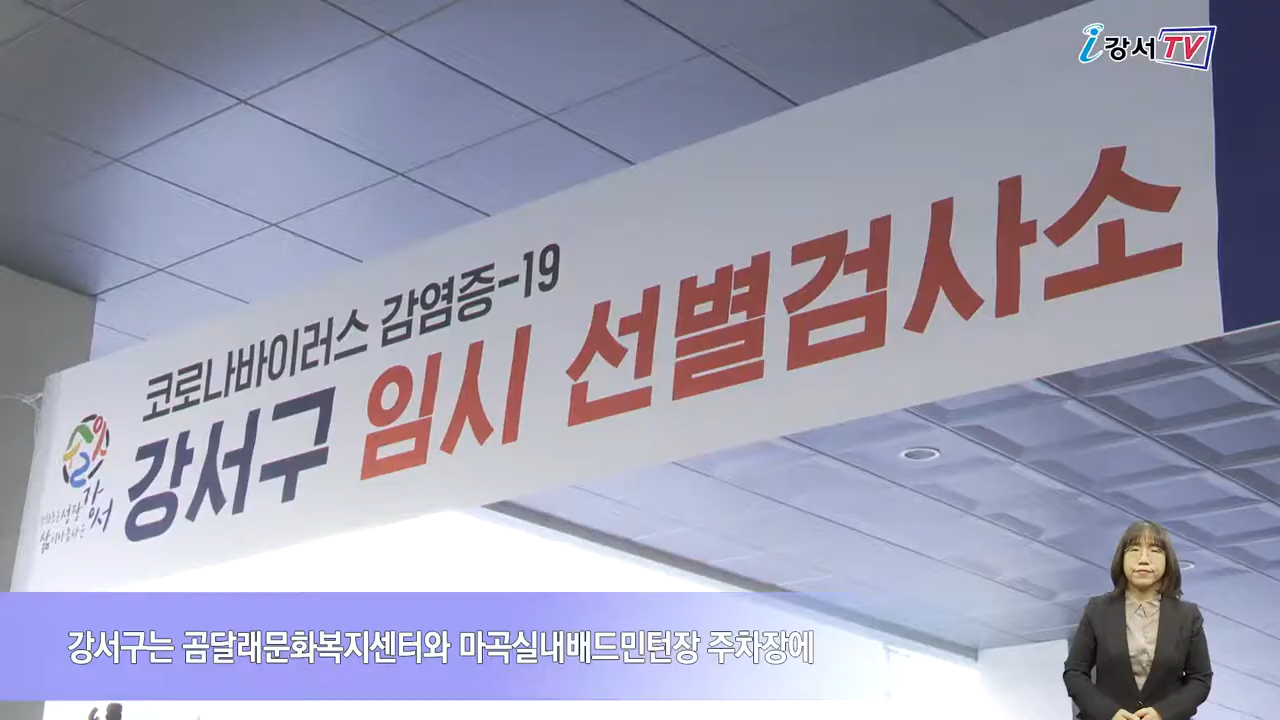 i강서TV
코로나바이러스 감염증-19
강서구 임시 선별검사소
강서
강서구는 곰달래문화복지센터와 마곡실내배드민턴장 주차장에